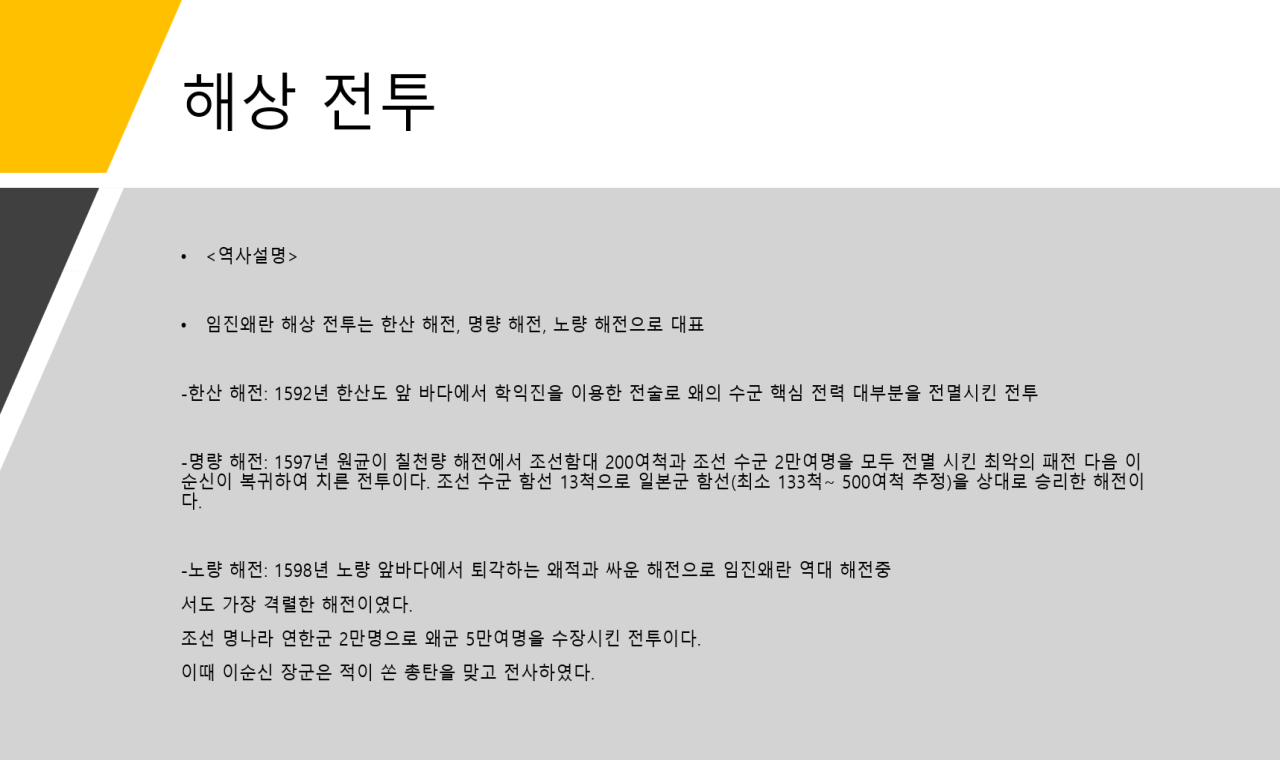 해상 전투
• <역사설명>
• 임진왜란 해상 전투는 한산 해전, 명량 해전, 노량 해전으로 대표
-한산 해전: 1592년 한산도 앞 바다에서 학익진을 이용한 전술로 왜의 수군 핵심 전력 대부분을 전멸시킨 전투
-명량 해전: 1597년 원균이 칠천량 해전에서 조선함대 200여척과 조선 수군 2만여명을 모두 전멸 시킨 최악의 패전 다음 이
순신이 복귀하여 치른 전투이다. 조선 수군 함선 13척으로 일본군 함선(최소 133척~ 500여척 추정)을 상대로 승리한 해전이
다.
-노량 해전: 1598년 노량 앞바다에서 퇴각하는 왜적과 싸운 해전으로 임진왜란 역대 해전중
서도 가장 격렬한 해전이였다.
조선 명나라 연한군 2만명으로 왜군 5만여명을 수장시킨 전투이다.
이때 이순신 장군은 적이 쏜 총탄을 맞고 전사하였다.